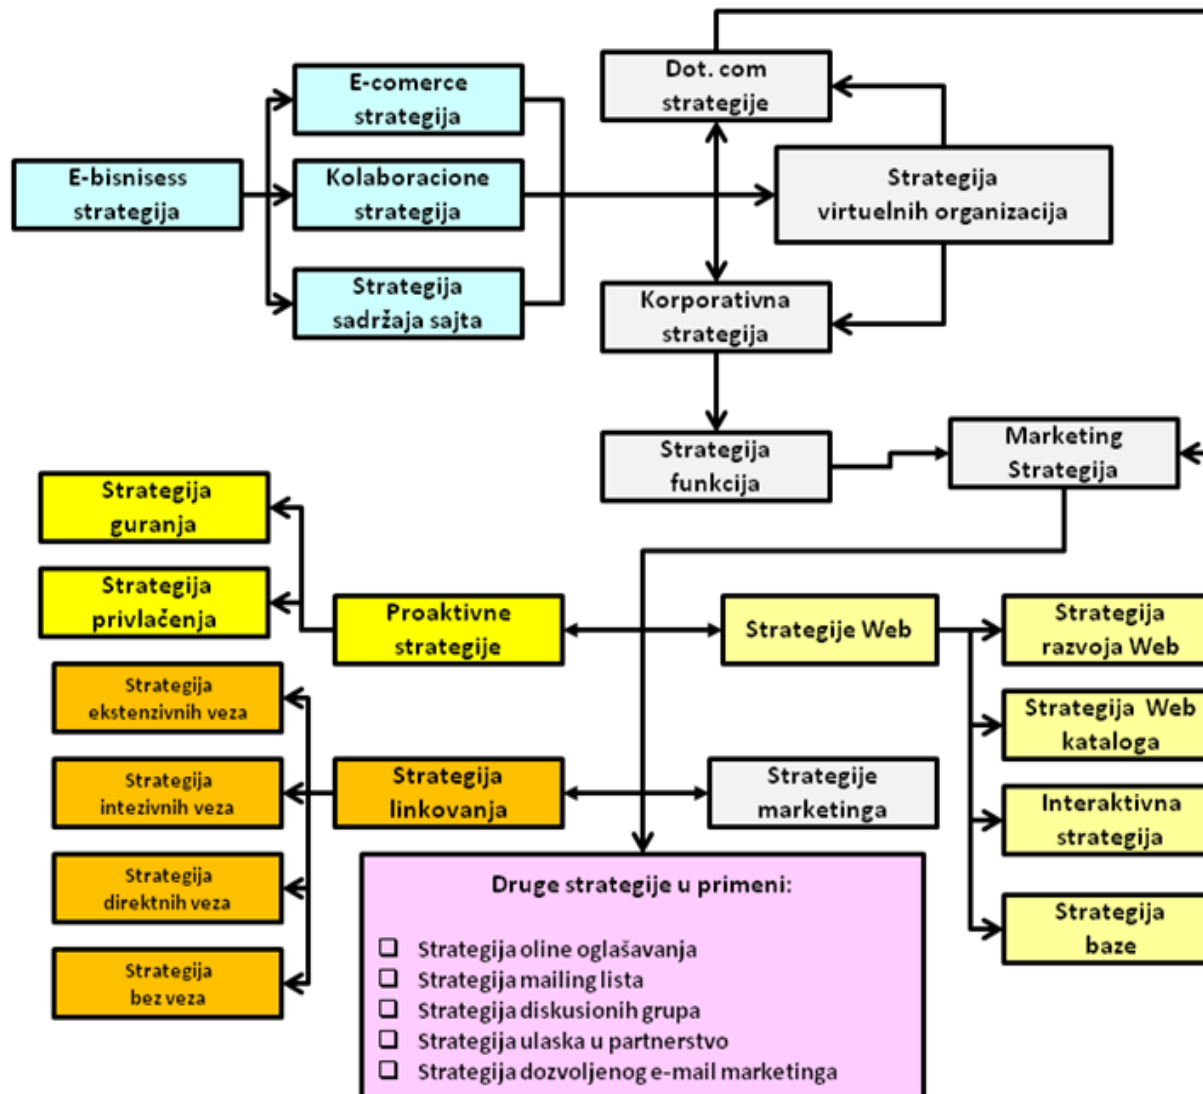 E-comerce
strategija
Dot. com
strategije
E-bisnisess
strategija
Kolaboracione
strategija
Strategija
virtuelnih organizacija
Strategija
sadržaja sajta
Korporativna
strategija
Strategija
funkcija
Marketing
Strategija
Strategija
guranja
Strategija
privlačenja
Proaktivne
strategije
Strategije Web
Strategija
razvoja Web
Strategija
ekstenzivnih veza
Strategija Web
kataloga
Strategija
intezivnih veza
Strategija
linkovanja
Strategije
marketinga
Interaktivna
strategija
Strategija
direktnih veza
Strategija
baze
Strategija
bez veza
Druge strategije u primeni:
❑ Strategija oline oglašavanja
❑ Strategija mailing lista
❑ Strategija diskusionih grupa
❑ Strategija ulaska u partnerstvo
❑ Strategija dozvoljenog e-mail marketinga